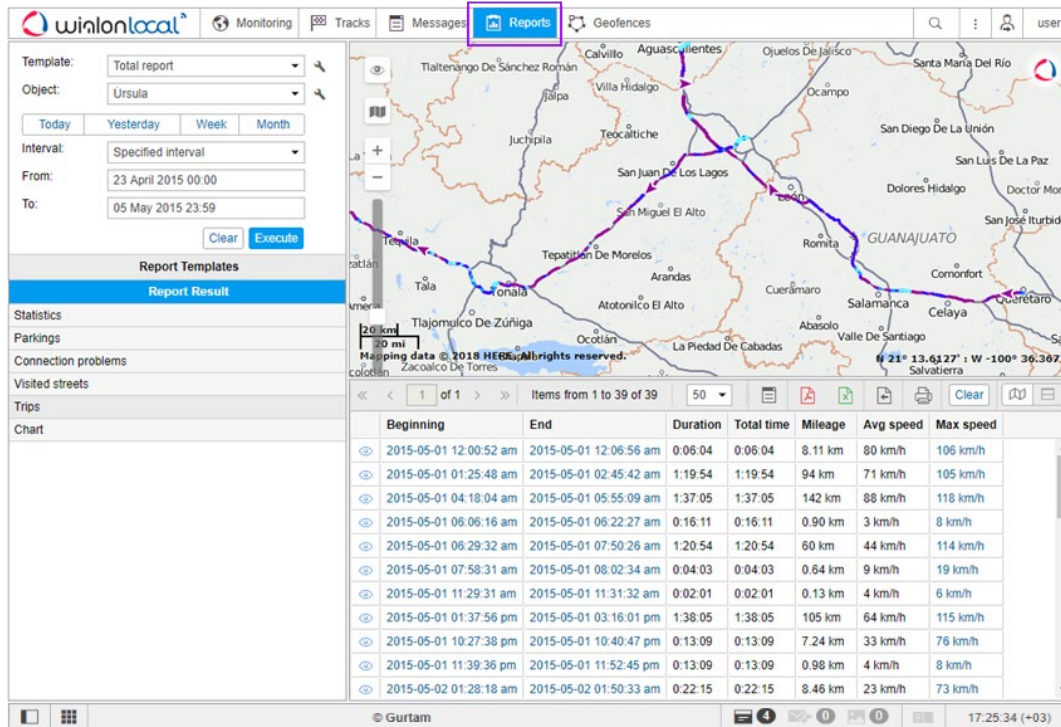 wialon local
Monitoring
Tracks
Messages
Reports
Geofences
user
Template: Total report
Object: Ursula
Today Yesterday Week Month
Interval: Specified interval
From: 23 April 2015 00:00
To: 05 May 2015 23:59
Clear Execute
Report Templates
Report Result
Statistics
Parkings
Connection problems
Visited streets
Trips
Chart
Calvillo
Aguascalientes
Ojuelos De Jalisco
Santa María Del Río
Tlaltenango De Sánchez Román
Jalpa
Villa Hidalgo
Ocampo
Juchipila
Teocaltiche
San Diego De La Unión
San Luis De La Paz
San Juan De Los Lagos
León
Dolores Hidalgo
Doctor Mo
San Miguel El Alto
San José Iturbid
Tequila
Romita
GUANAJUATO
Tepatitlán De Morelos
Comonfort
Tala
Arandas
Cuerámaro
Tonalá
Salamanca
Querétaro
Atotonilco El Alto
Celaya
20 km
Tlajomulco De Zúñiga
Abasolo
20 mi
Ocotlán
La Piedad De Cabadas
Valle De Santiago
Mapping data © 2018 HERE, All rights reserved.
N 21° 13.6127' : W -100° 36.367
Zacoalco De Torres
Salvatierra
1 of 1 Items from 1 to 39 of 39 50 Clear
Beginning End Duration Total time Mileage Avg speed Max speed
2015-05-01 12:00:52 am 2015-05-01 12:06:56 am 0:06:04 0:06:04 8.11 km 80 km/h 106 km/h
2015-05-01 01:25:48 am 2015-05-01 02:45:42 am 1:19:54 1:19:54 94 km 71 km/h 105 km/h
2015-05-01 04:18:04 am 2015-05-01 05:55:09 am 1:37:05 1:37:05 142 km 88 km/h 118 km/h
2015-05-01 06:06:16 am 2015-05-01 06:22:27 am 0:16:11 0:16:11 0.90 km 3 km/h 8 km/h
2015-05-01 06:29:32 am 2015-05-01 07:50:26 am 1:20:54 1:20:54 60 km 44 km/h 114 km/h
2015-05-01 07:58:31 am 2015-05-01 08:02:34 am 0:04:03 0:04:03 0.64 km 9 km/h 19 km/h
2015-05-01 11:29:31 am 2015-05-01 11:31:32 am 0:02:01 0:02:01 0.13 km 4 km/h 6 km/h
2015-05-01 01:37:56 pm 2015-05-01 03:16:01 pm 1:38:05 1:38:05 105 km 64 km/h 115 km/h
2015-05-01 10:27:38 pm 2015-05-01 10:40:47 pm 0:13:09 0:13:09 7.24 km 33 km/h 76 km/h
2015-05-01 11:39:36 pm 2015-05-01 11:52:45 pm 0:13:09 0:13:09 0.98 km 4 km/h 8 km/h
2015-05-02 01:28:18 am 2015-05-02 01:50:33 am 0:22:15 0:22:15 8.46 km 23 km/h 73 km/h
© Gurtam
4 0 0
17:25:34 (+03)